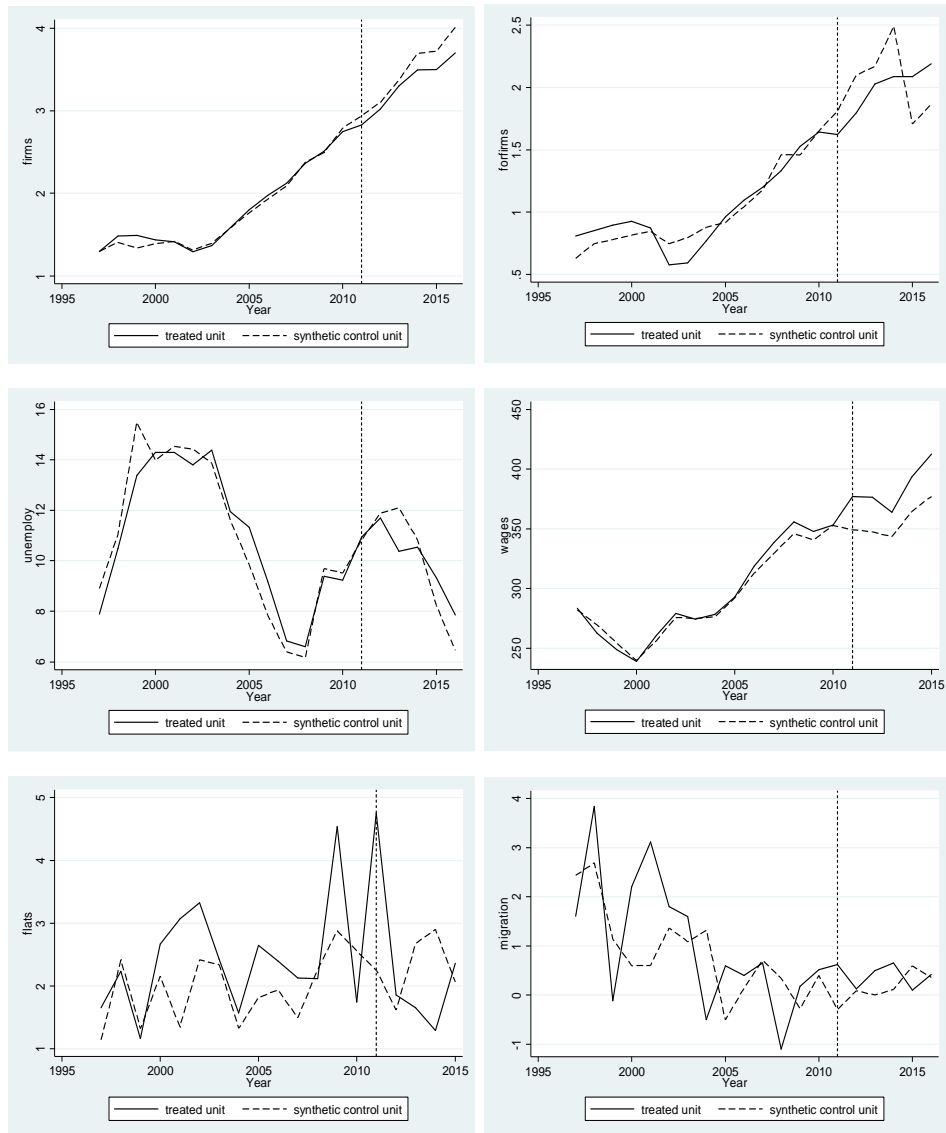 firms
4
3
2
1
1995 2000 2005 2010 2015
Year
treated unit synthetic control unit
forfirms
2.5
2
1.5
1
.5
1995 2000 2005 2010 2015
Year
treated unit synthetic control unit
unemploy
16
14
12
10
8
6
1995 2000 2005 2010 2015
Year
treated unit synthetic control unit
wages
450
400
350
300
250
1995 2000 2005 2010 2015
Year
treated unit synthetic control unit
flats
5
4
3
2
1
1995 2000 2005 2010 2015
Year
treated unit synthetic control unit
migration
4
3
2
1
0
-1
1995 2000 2005 2010 2015
Year
treated unit synthetic control unit